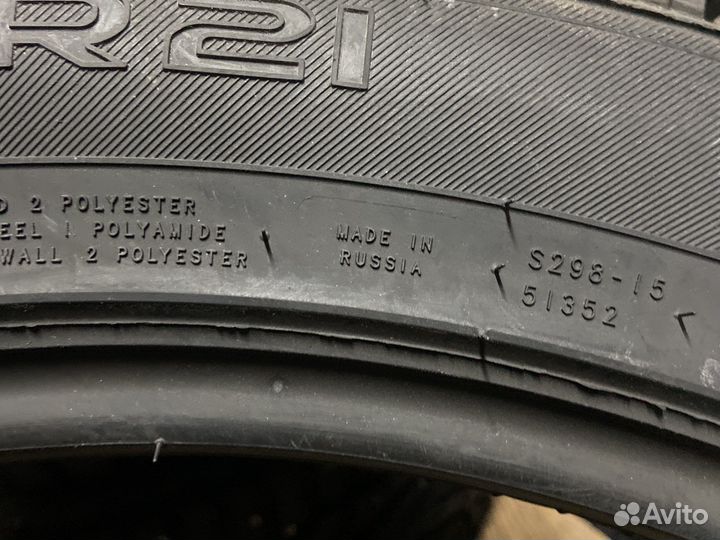 R21
D 2 POLYESTER
EEL 1 POLYAMIDE
WALL 2 POLYESTER
MADE IN
RUSSIA
S298-15
51352
Avito